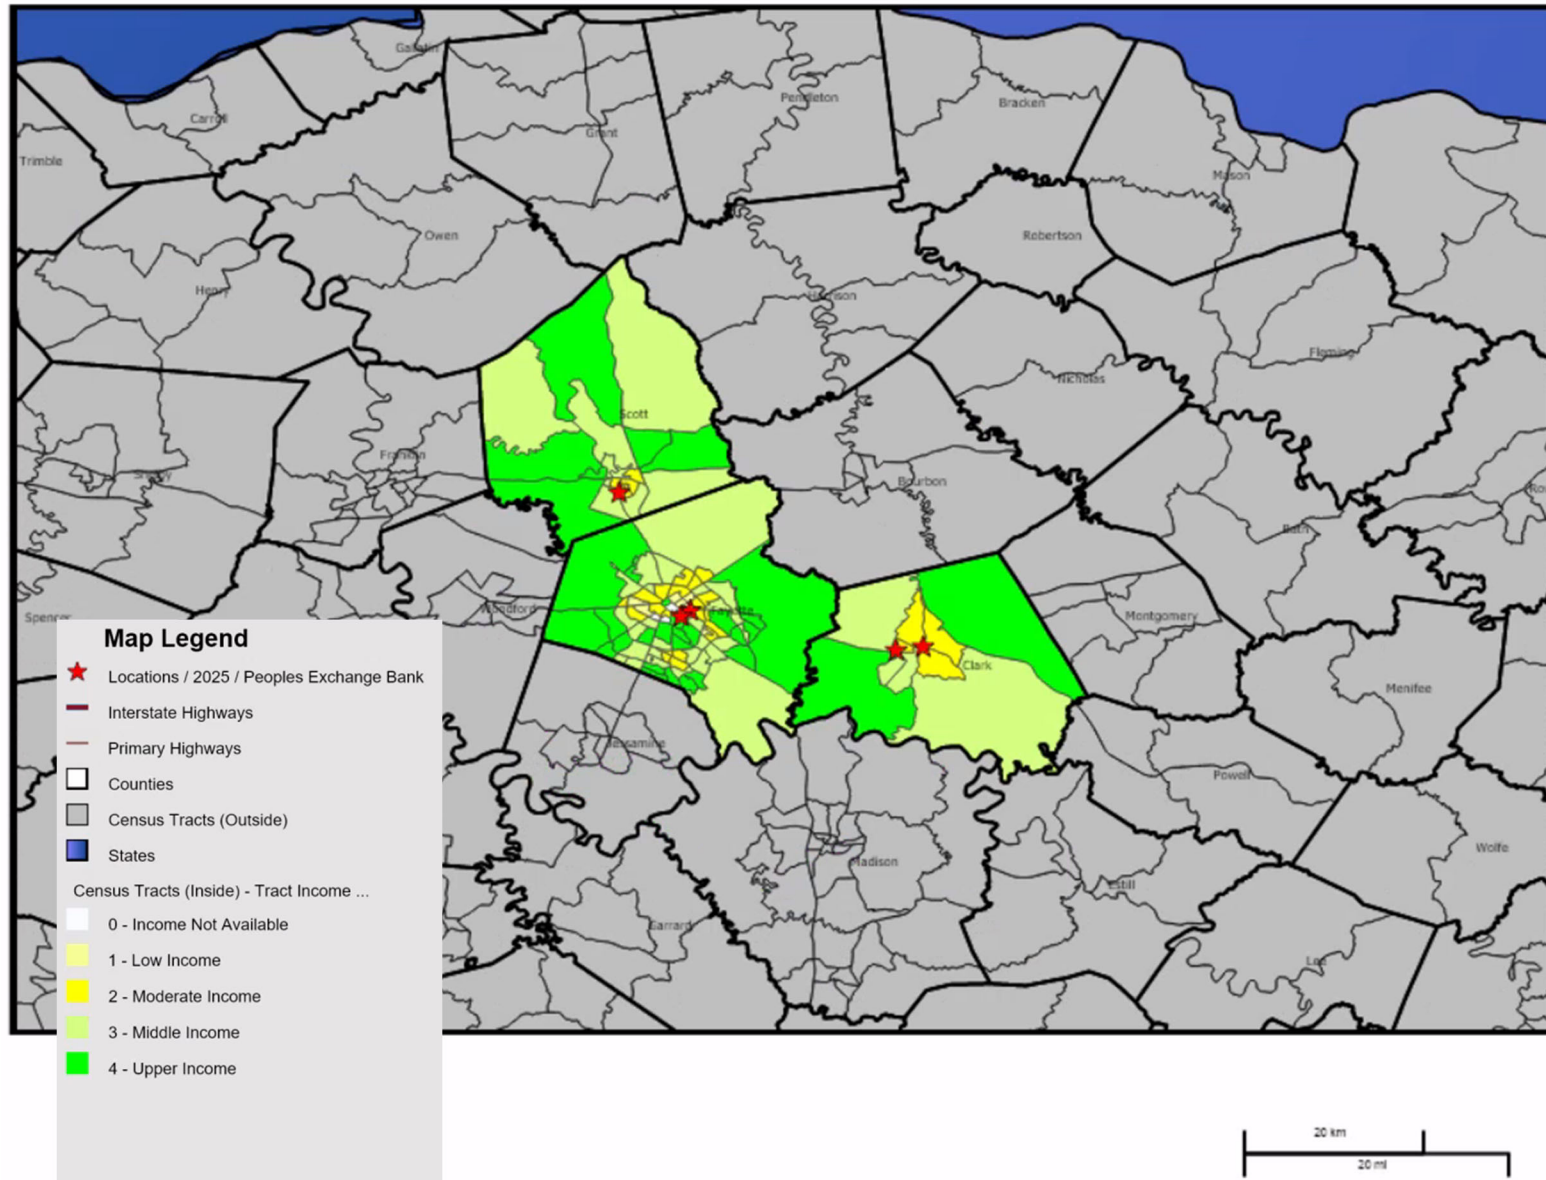 Gallatin
Carroll
Grant
Pendleton
Bracken
Trimble
Mason
Owen
Robertson
Henry
Harrison
Fleming
Nicholas
Scott
Franklin
Shelby
Bourbon
Bath
Woodford
Fayette
Spencer
Montgomery
Clark
Menifee
Jessamine
Powell
Wolfe
Madison
Estill
Garrard
Map Legend
Locations / 2025 / Peoples Exchange Bank
Interstate Highways
Primary Highways
Counties
Census Tracts (Outside)
States
Census Tracts (Inside) - Tract Income ...
0 - Income Not Available
1 - Low Income
2 - Moderate Income
3 - Middle Income
4 - Upper Income
20 km
20 mi